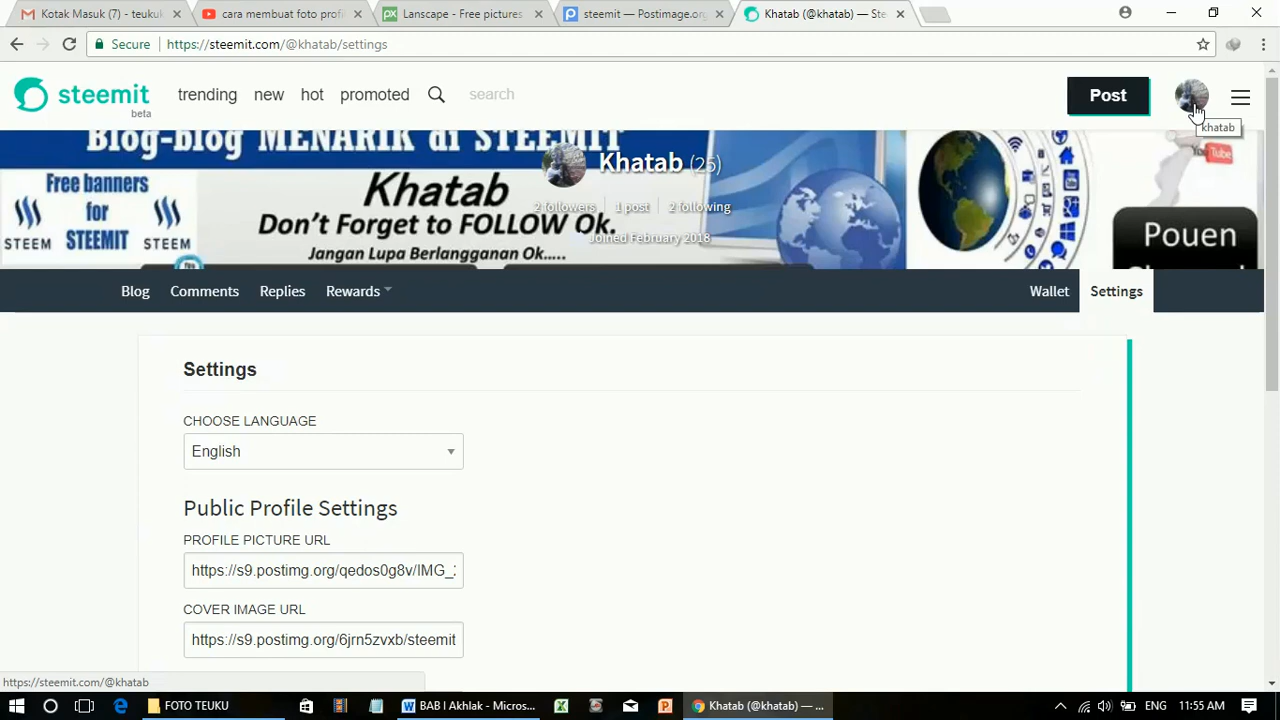 Kotak Masuk (7) - teukuk
cara membuat foto profi
Lanscape - Free pictures
steemit — Postimage.org
Khatab (@khatab) — Ste
Secure
https://steemit.com/@khatab/settings
steemit
beta
trending
new
hot
promoted
search
Post
khatab
Blog-blog MENARIK di STEEMIT
Free banners
for
STEEMIT
STEEM
STEEM
Khatab
Don't Forget to FOLLOW Ok.
Jangan Lupa Berlangganan Ok.....
Khatab (25)
2 followers
1 post
2 following
Joined February 2018
You
Tube
Pouen
Blog
Comments
Replies
Rewards
Wallet
Settings
Settings
CHOOSE LANGUAGE
English
Public Profile Settings
PROFILE PICTURE URL
https://s9.postimg.org/qedos0g8v/IMG_2
COVER IMAGE URL
https://s9.postimg.org/6jrn5zvxb/steemit
https://steemit.com/@khatab
FOTO TEUKU
BAB I Akhlak - Micros...
Khatab (@khatab) — ...
ENG
11:55 AM